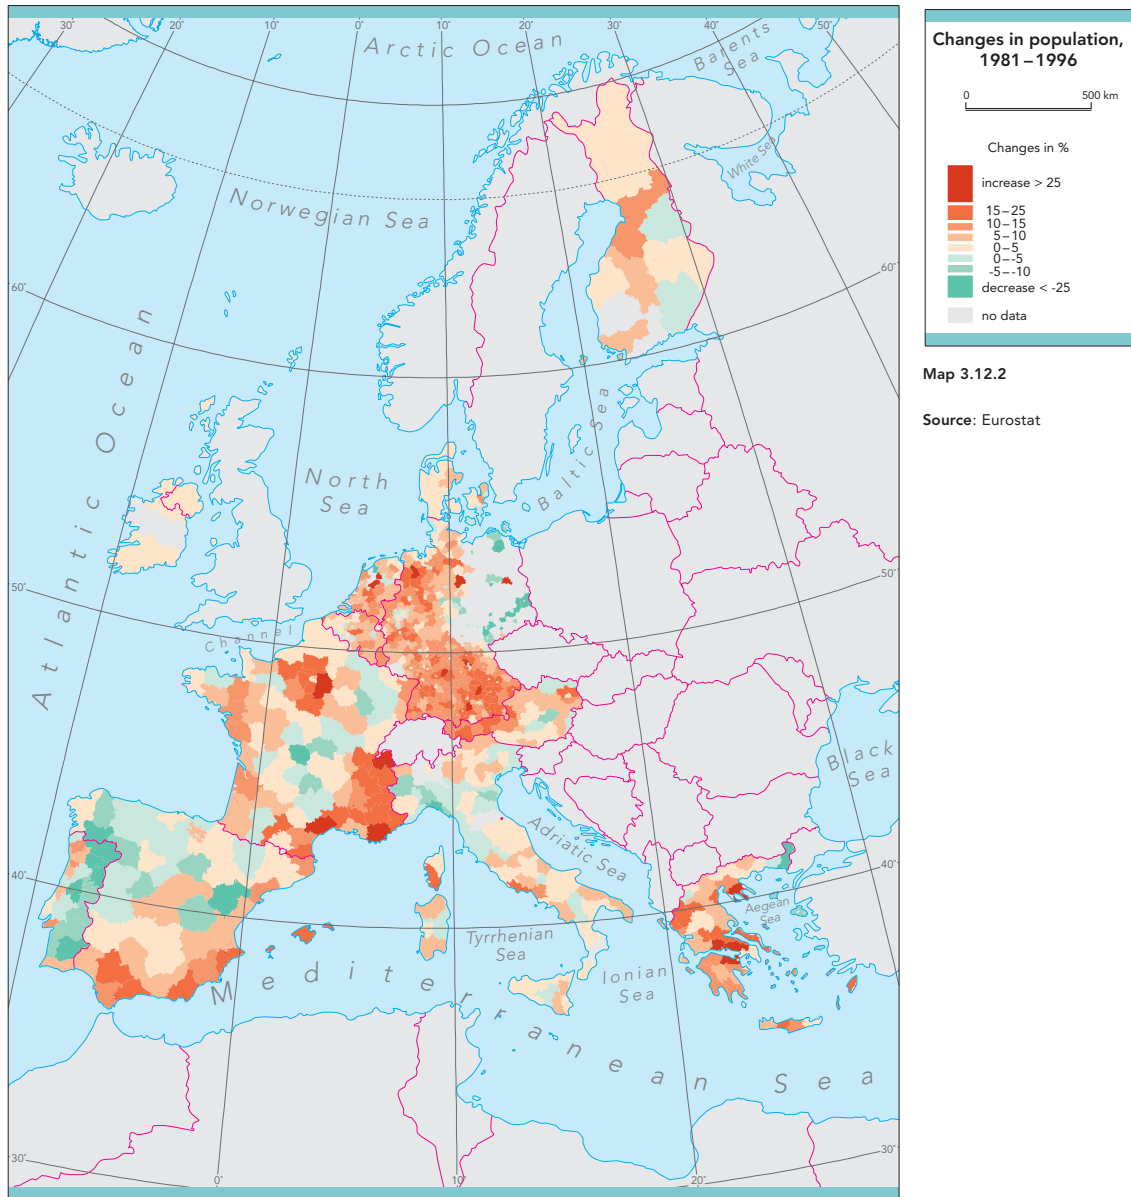 30°
20°
10°
0°
10°
20°
30°
40°
50°
Arctic Ocean
Barents
Sea
White Sea
Norwegian Sea
60°
60°
Atlantic Ocean
North
Sea
Baltic Sea
50°
50°
Channel
Black
Sea
Adriatic Sea
40°
40°
Aegean
Sea
Tyrrhenian
Sea
Ionian
Sea
Mediterranean Sea
30°
30°
0°
10°
20°
Changes in population,
1981–1996
0 500 km
Changes in %
increase > 25
15–25
10–15
5–10
0–5
0–-5
-5–-10
decrease < -25
no data
Map 3.12.2
Source: Eurostat